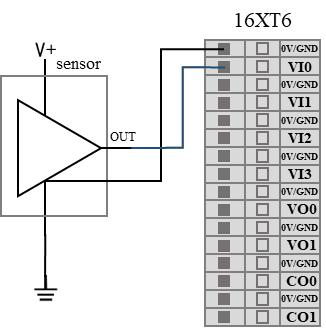 16XT6
V+
sensor
OUT
0V/GND
VI0
0V/GND
VI1
0V/GND
VI2
0V/GND
VI3
0V/GND
VO0
0V/GND
VO1
0V/GND
CO0
0V/GND
CO1